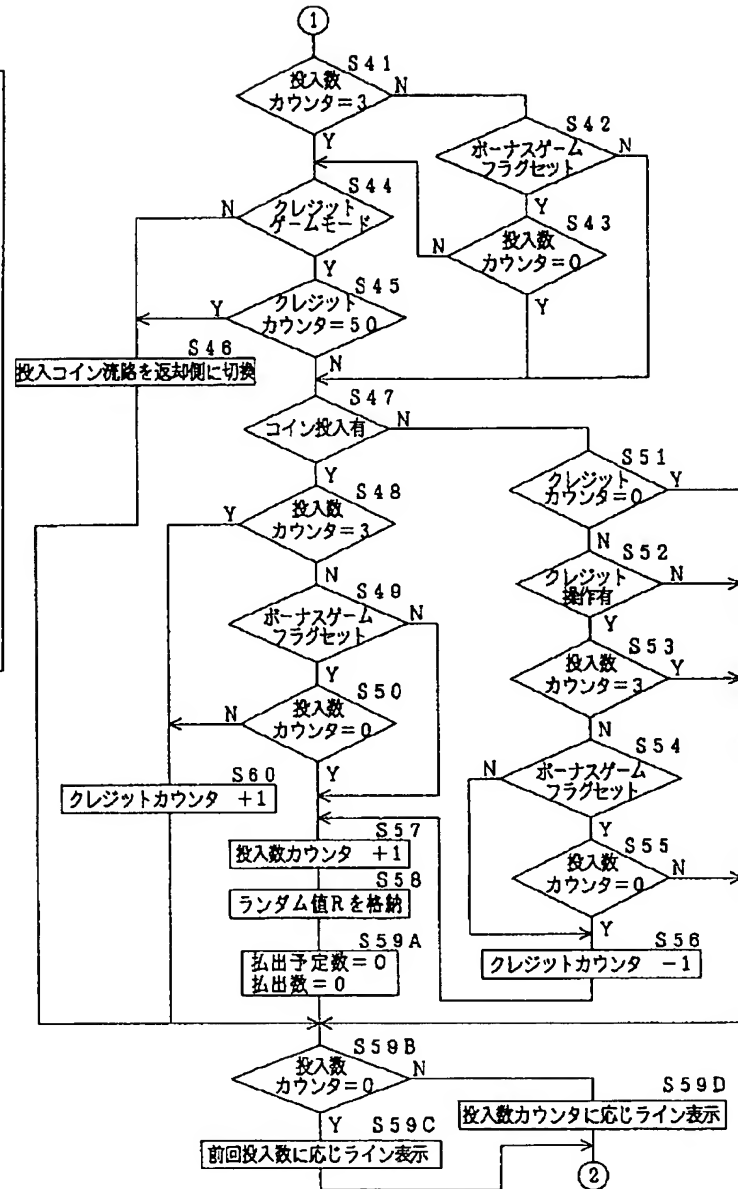 1
S41
投入数
カウンタ=3
N
Y
S42
ボーナスゲーム
フラグセット
N
Y
S43
投入数
カウンタ=0
N
Y
S44
クレジット
ゲームモード
N
Y
S45
クレジット
カウンタ=50
Y
N
S46
投入コイン流路を返却側に切換
S47
コイン投入有
N
Y
S48
投入数
カウンタ=3
Y
N
S49
ボーナスゲーム
フラグセット
N
Y
S50
投入数
カウンタ=0
N
Y
S60
クレジットカウンタ +1
S51
クレジット
カウンタ=0
Y
N
S52
クレジット
操作有
N
Y
S53
投入数
カウンタ=3
Y
N
S54
ボーナスゲーム
フラグセット
N
Y
S55
投入数
カウンタ=0
N
Y
S56
クレジットカウンタ -1
S57
投入数カウンタ +1
S58
ランダム値Rを格納
S59A
払出予定数=0
払出数=0
S59B
投入数
カウンタ=0
N
Y
S59C
前回投入数に応じライン表示
S59D
投入数カウンタに応じライン表示
2